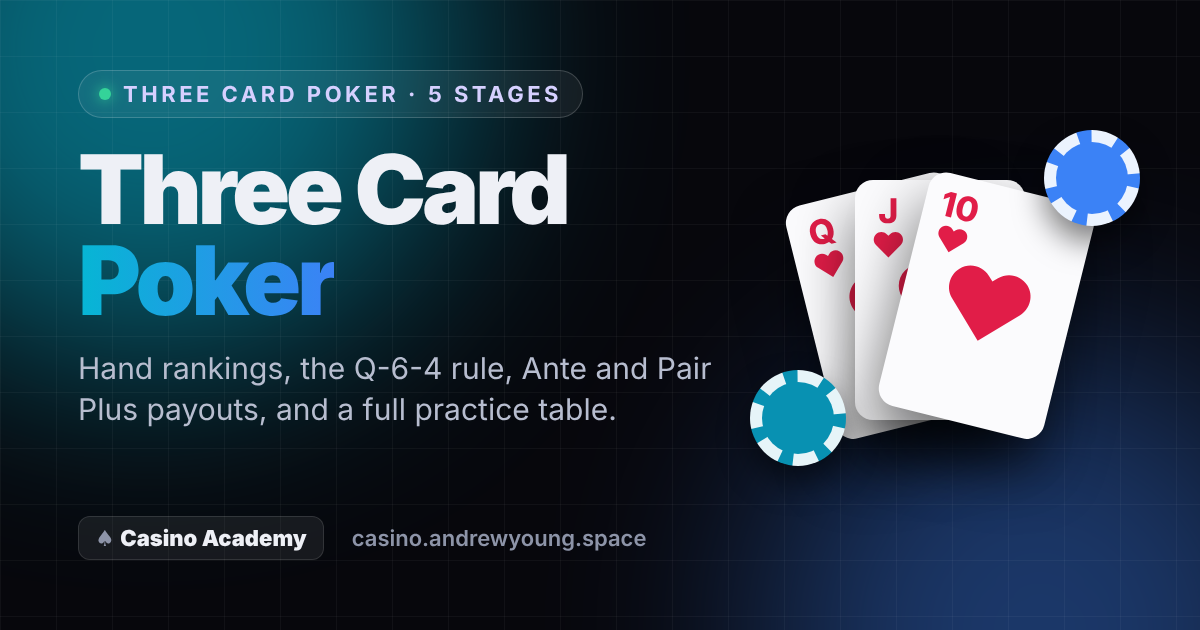 THREE CARD POKER · 5 STAGES
Three Card
Poker
Hand rankings, the Q-6-4 rule, Ante and Pair
Plus payouts, and a full practice table.
Q
J
10
♠ Casino Academy
casino.andrewyoung.space